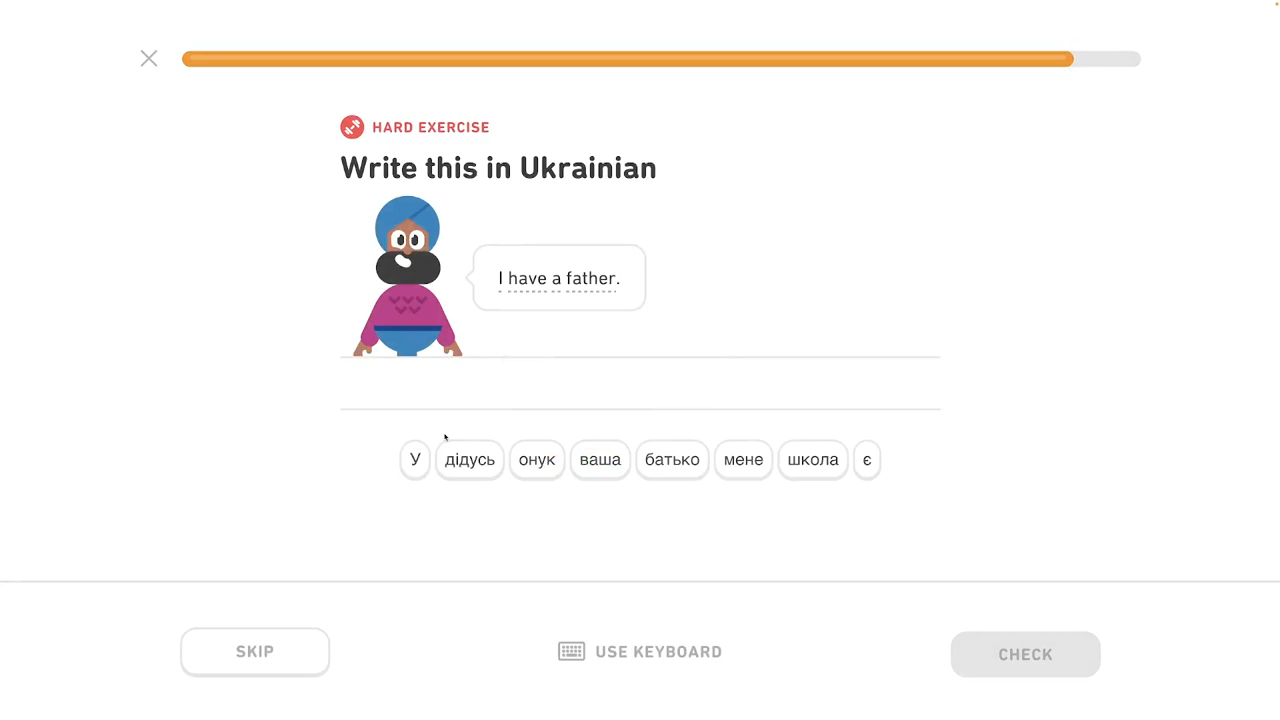 HARD EXERCISE
Write this in Ukrainian
I have a father.
У дідусь онук ваша батько мене школа є
SKIP USE KEYBOARD CHECK